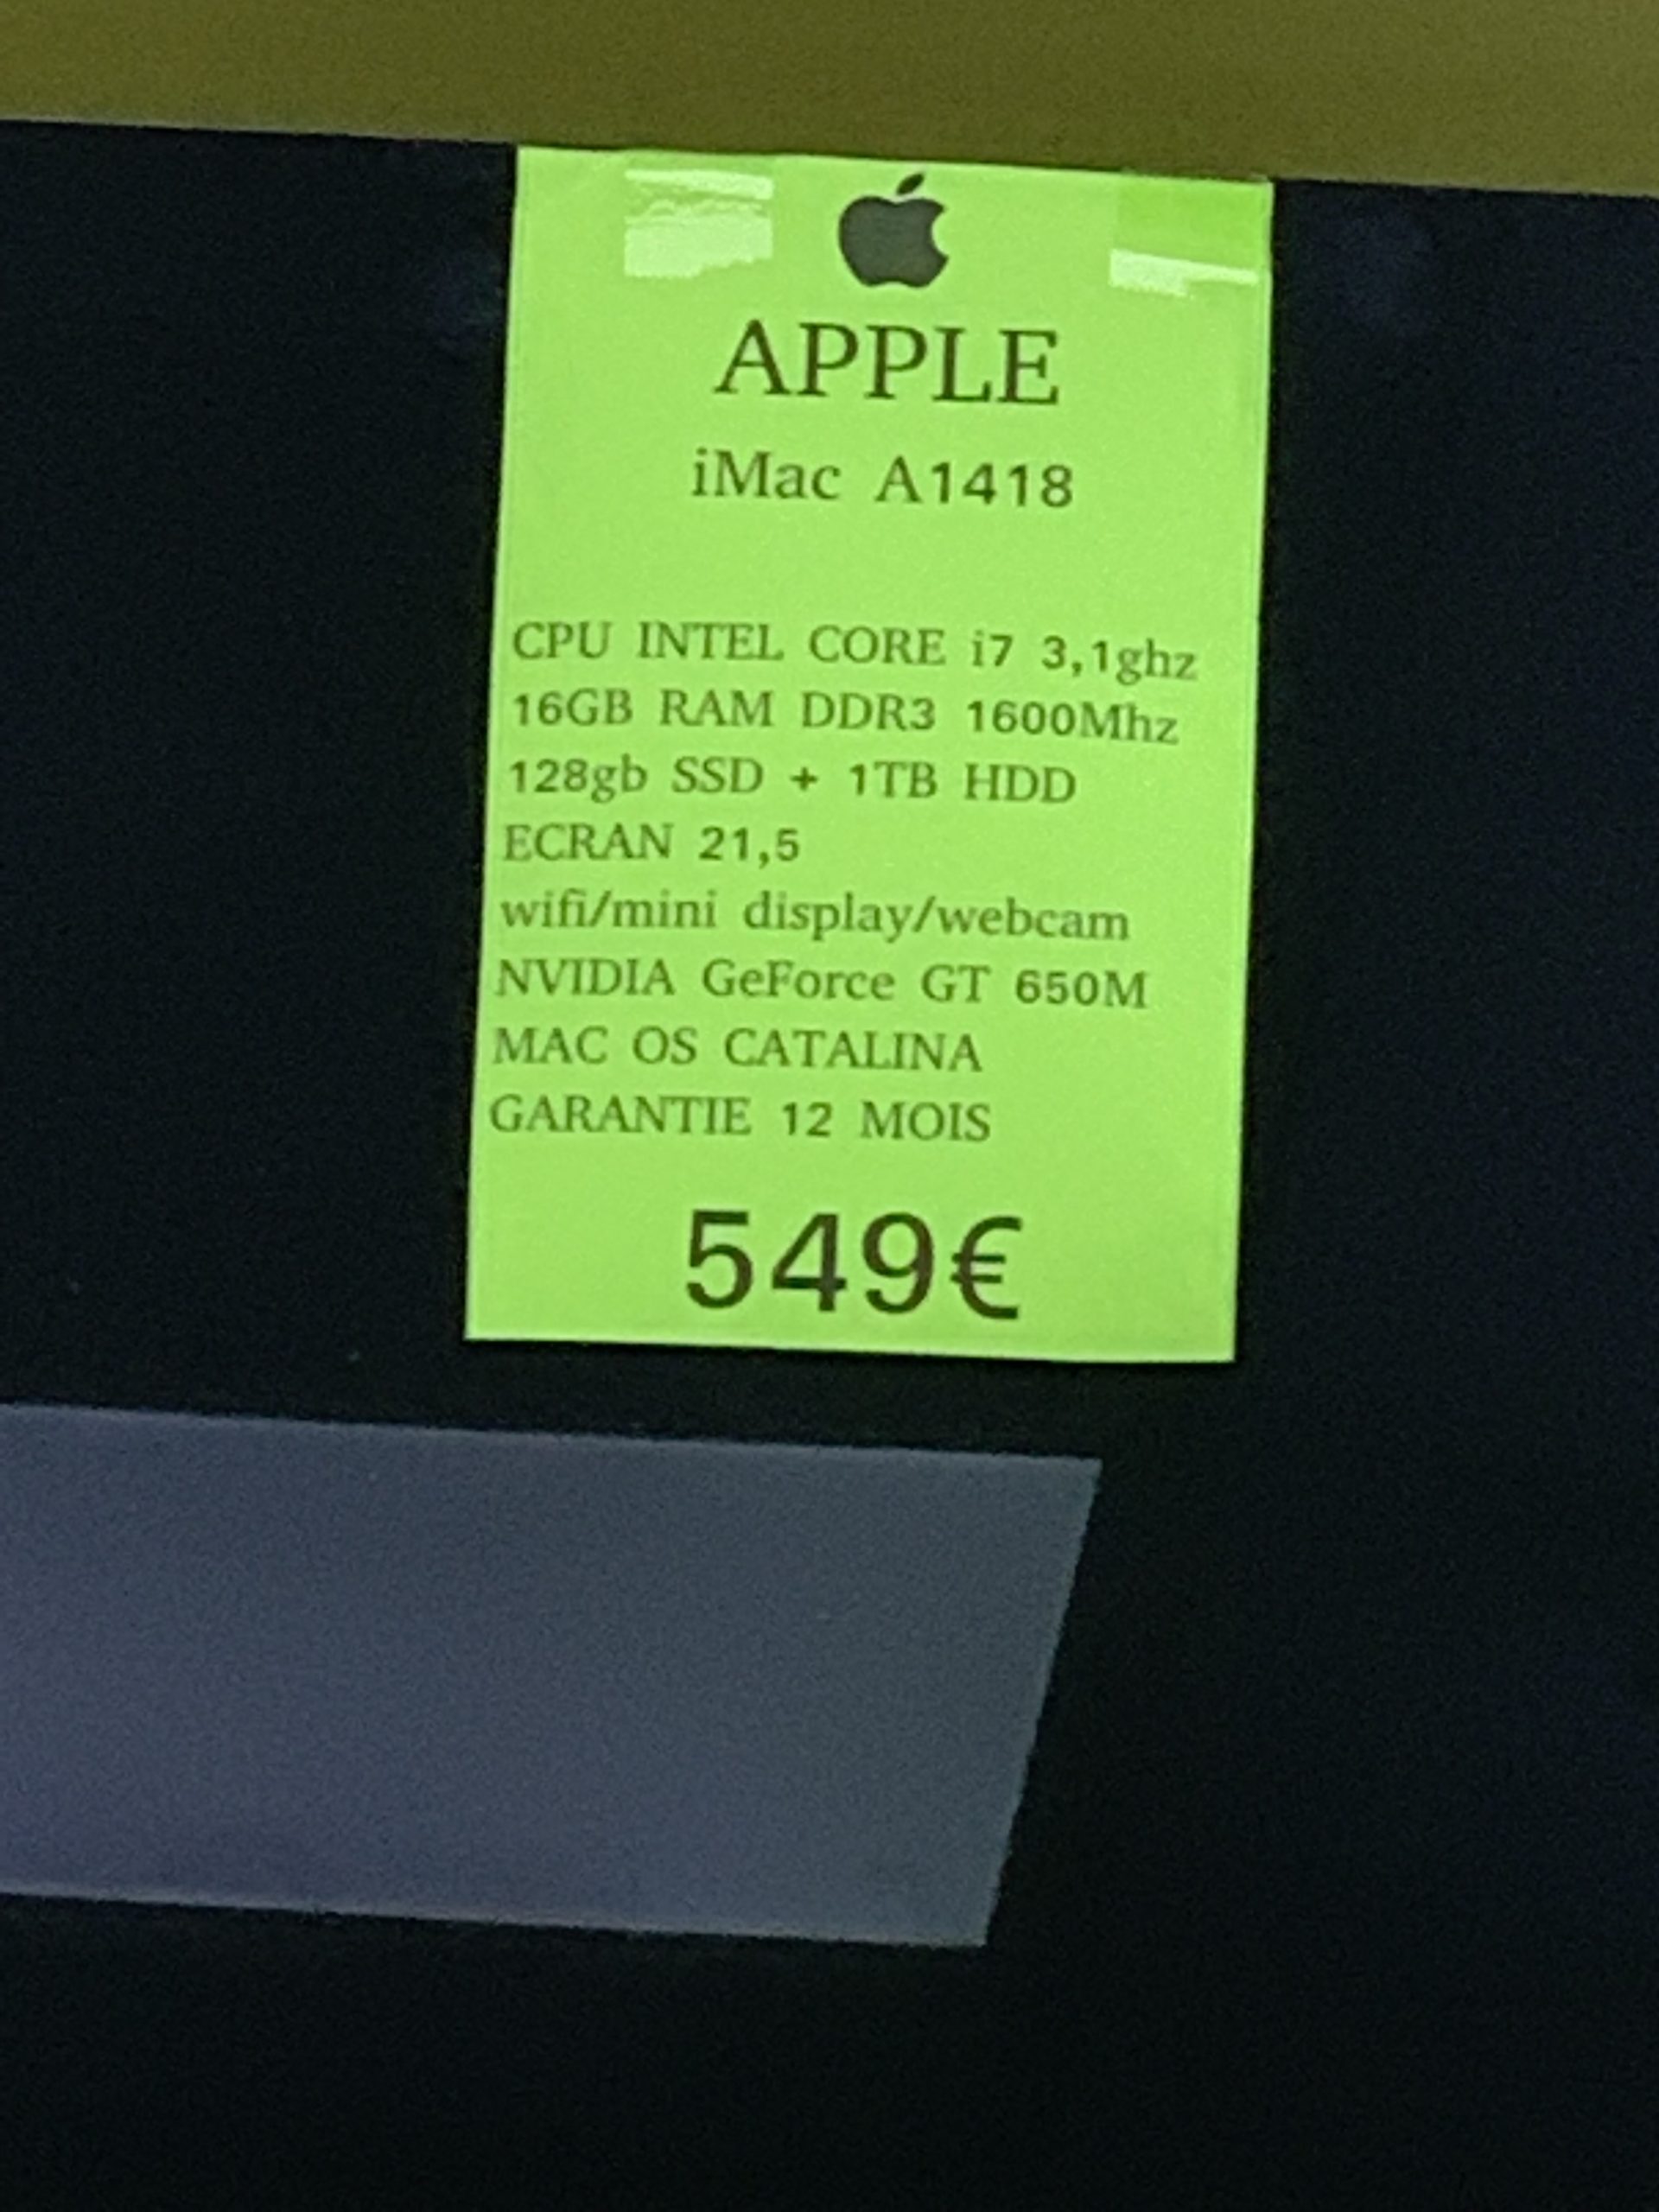 APPLE
iMac A1418
CPU INTEL CORE i7 3,1ghz
16GB RAM DDR3 1600Mhz
128gb SSD + 1TB HDD
ECRAN 21,5
wifi/mini display/webcam
NVIDIA GeForce GT 650M
MAC OS CATALINA
GARANTIE 12 MOIS
549€